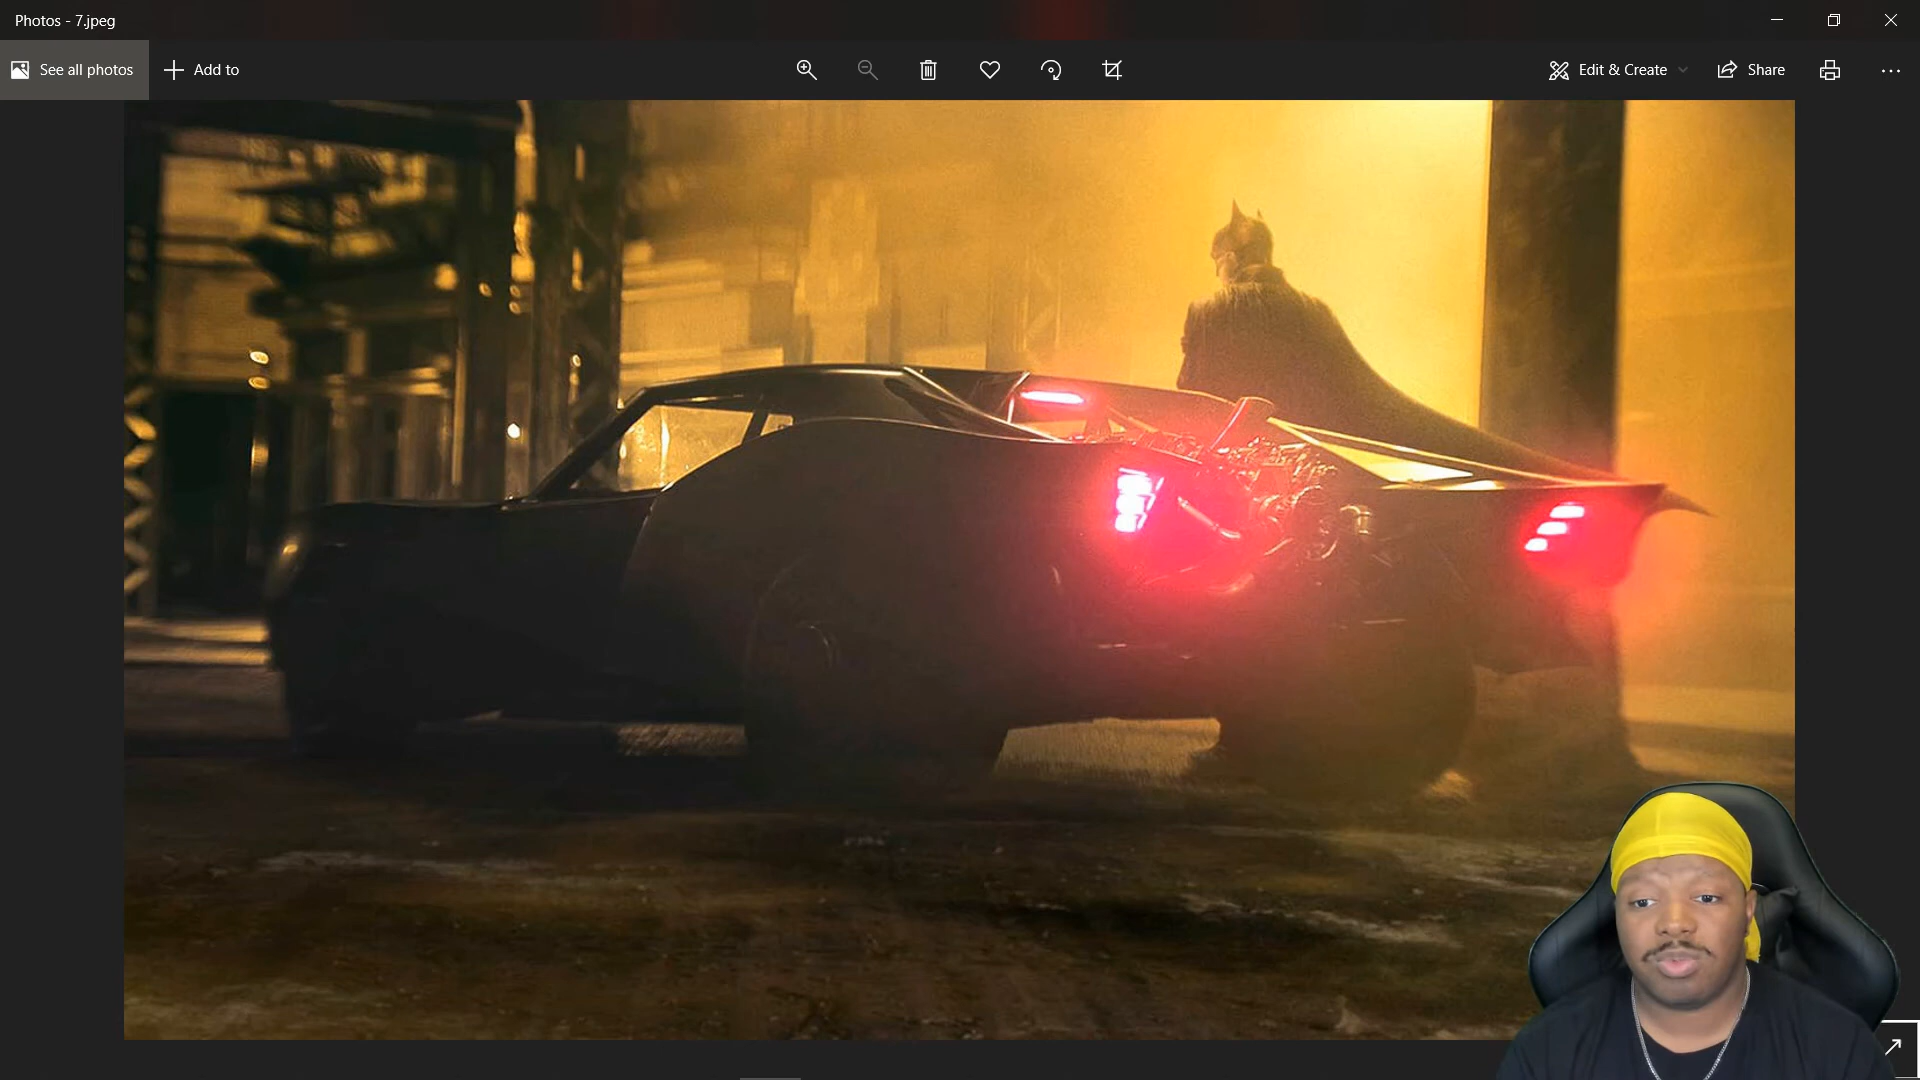 Photos - 7.jpeg
See all photos
Add to
Edit & Create
Share